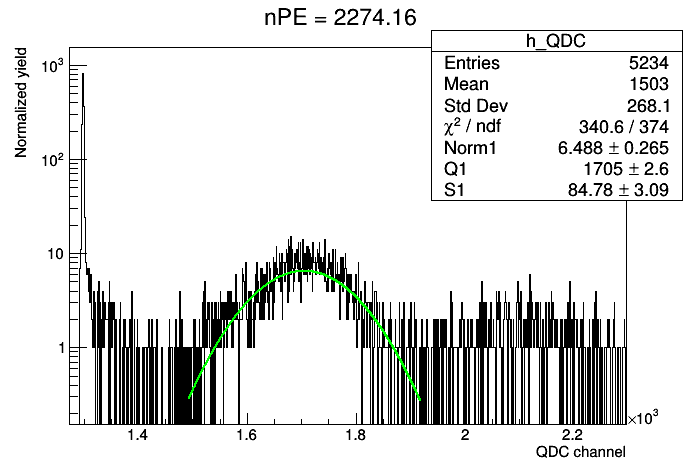 nPE = 2274.16
h_QDC
Entries 5234
Mean 1503
Std Dev 268.1
χ² / ndf 340.6 / 374
Norm1 6.488 ± 0.265
Q1 1705 ± 2.6
S1 84.78 ± 3.09
Normalized yield
10³
10²
10
1
1.4 1.6 1.8 2 2.2
×10³
QDC channel